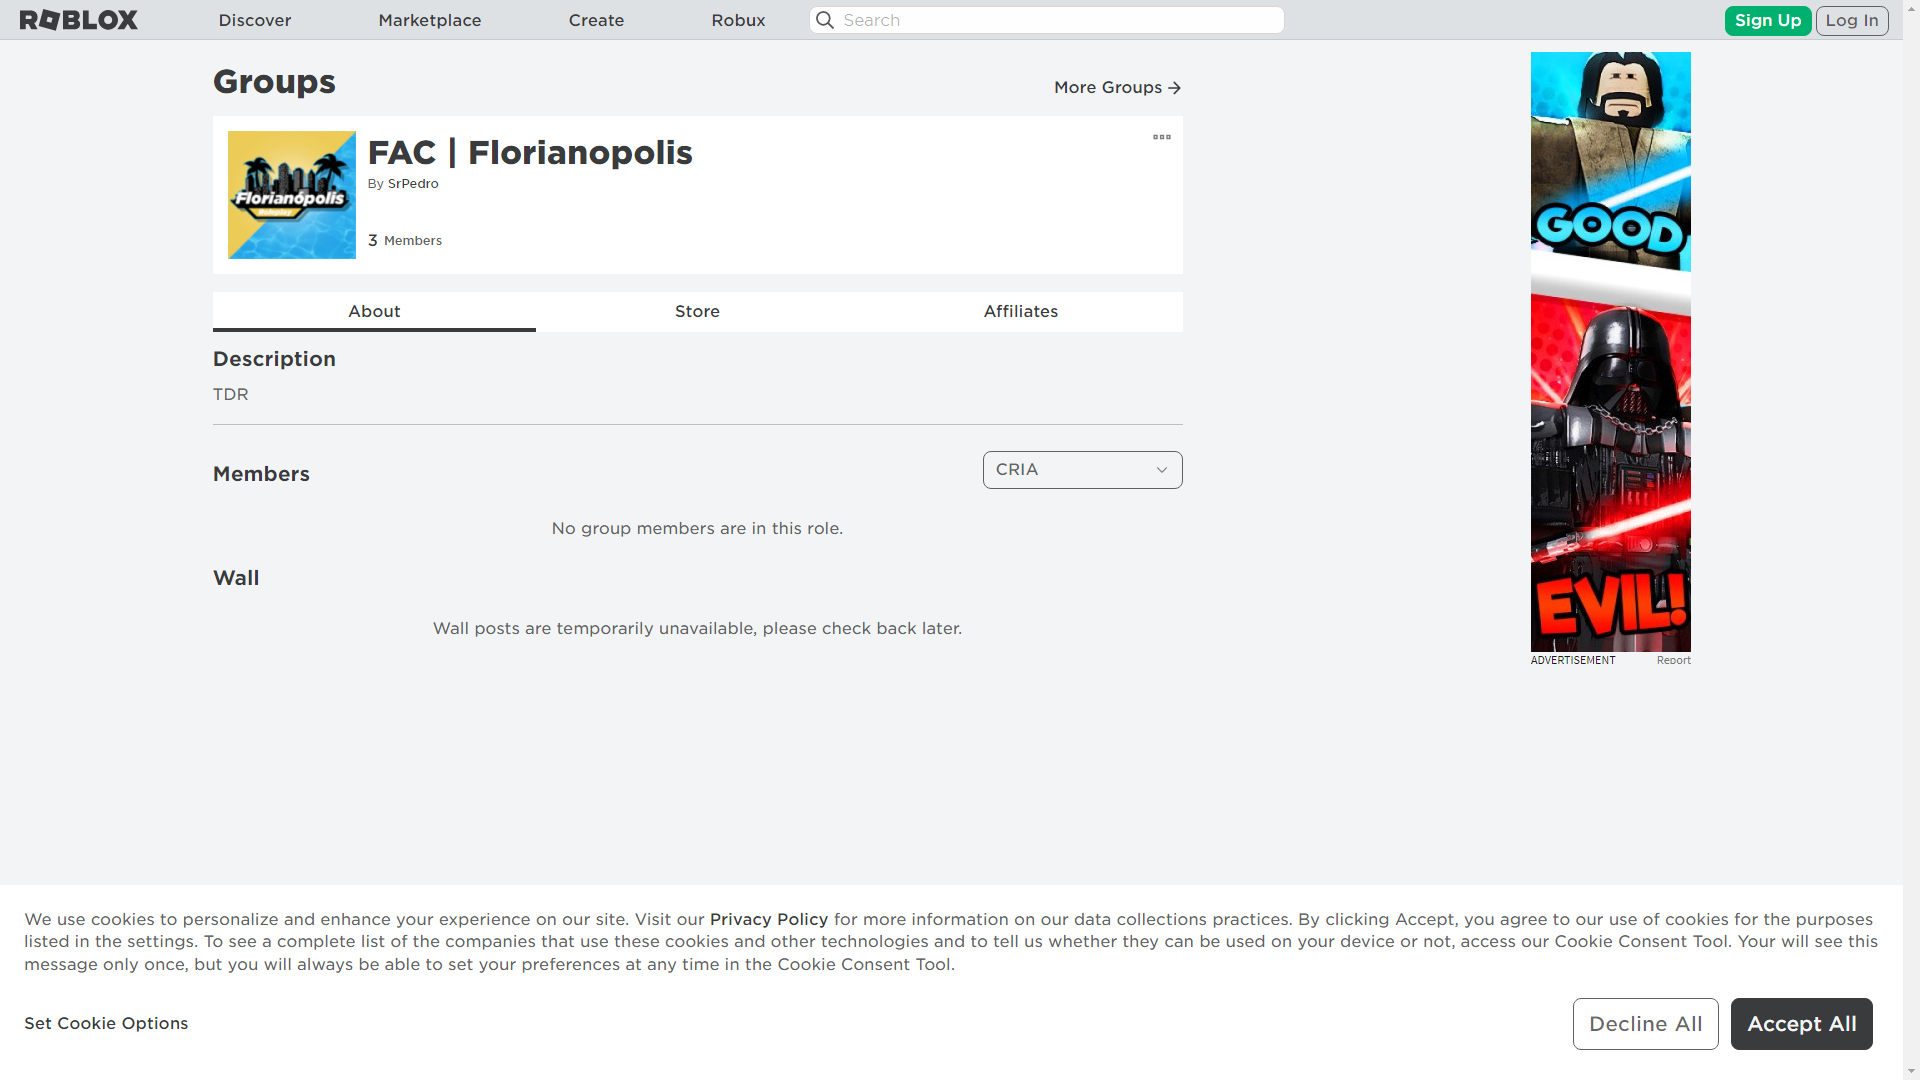 ROBLOX Discover Marketplace Create Robux Search Sign Up Log In
Groups
More Groups
Florianópolis
Roleplay
FAC | Florianopolis
By SrPedro
3 Members
About Store Affiliates
Description
TDR
Members
CRIA
No group members are in this role.
Wall
Wall posts are temporarily unavailable, please check back later.
GOOD
EVIL!
ADVERTISEMENT Report
We use cookies to personalize and enhance your experience on our site. Visit our Privacy Policy for more information on our data collections practices. By clicking Accept, you agree to our use of cookies for the purposes
listed in the settings. To see a complete list of the companies that use these cookies and other technologies and to tell us whether they can be used on your device or not, access our Cookie Consent Tool. Your will see this
message only once, but you will always be able to set your preferences at any time in the Cookie Consent Tool.
Set Cookie Options
Decline All
Accept All